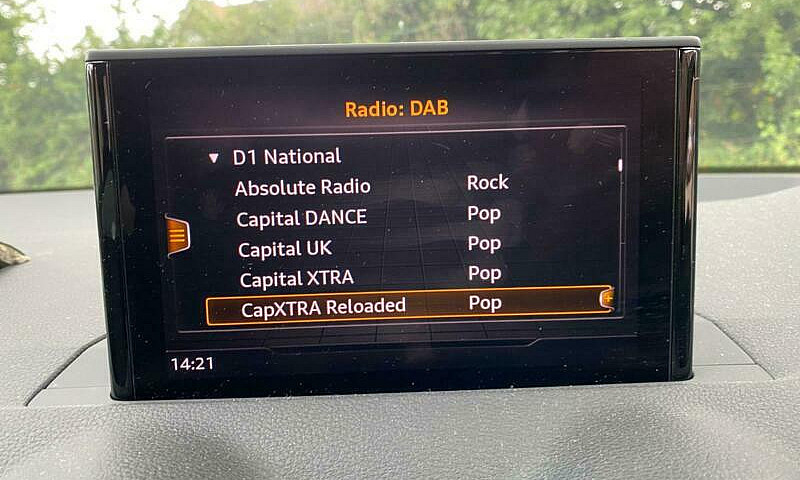 Radio: DAB
▼ D1 National
Absolute Radio Rock
Capital DANCE Pop
Capital UK Pop
Capital XTRA Pop
CapXTRA Reloaded Pop
14:21